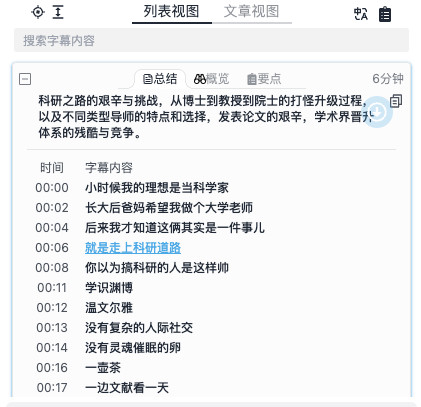 列表视图 文章视图
搜索字幕内容
总结 概览 要点 6分钟
科研之路的艰辛与挑战，从博士到教授到院士的打怪升级过程，
以及不同类型导师的特点和选择，发表论文的艰辛，学术界晋升
体系的残酷与竞争。
时间 字幕内容
00:00 小时候我的理想是当科学家
00:02 长大后爸妈希望我做个大学老师
00:04 后来我才知道这俩其实是一件事儿
00:06 就是走上科研道路
00:08 你以为搞科研的人是这样帅
00:11 学识渊博
00:12 温文尔雅
00:13 没有复杂的人际社交
00:14 没有灵魂催眠的卵
00:16 一壶茶
00:17 一边文献看一天